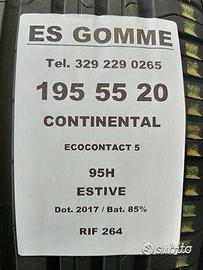 ES GOMME
Tel. 329 229 0265
195 55 20
CONTINENTAL
ECOCONTACT 5
95H
ESTIVE
Dot. 2017 / Bat. 85%
RIF 264
subito